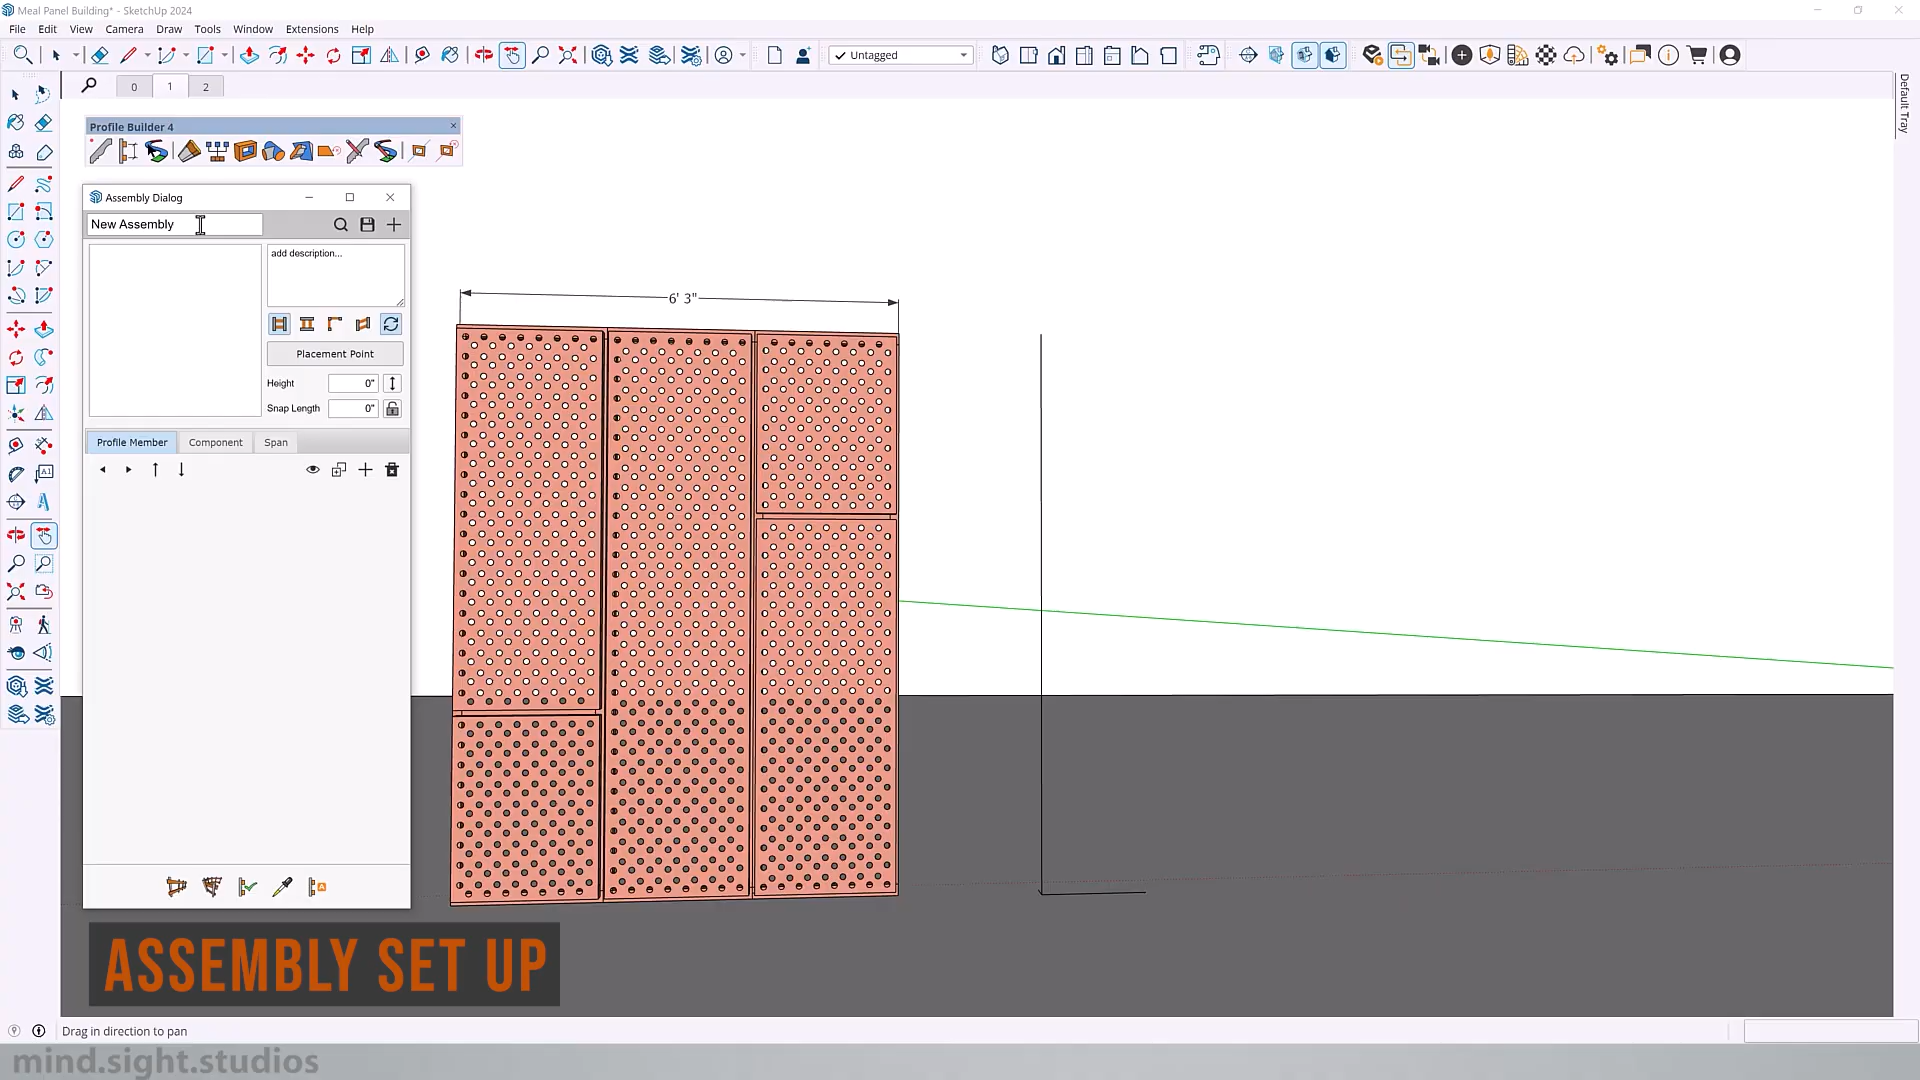 Meal Panel Building* - SketchUp 2024
File Edit View Camera Draw Tools Window Extensions Help
Untagged
0 1 2
Default Tray
Profile Builder 4
Assembly Dialog
New Assembly
add description...
Placement Point
Height 0"
Snap Length 0"
Profile Member Component Span
6' 3"
ASSEMBLY SET UP
Drag in direction to pan
mind.sight.studios